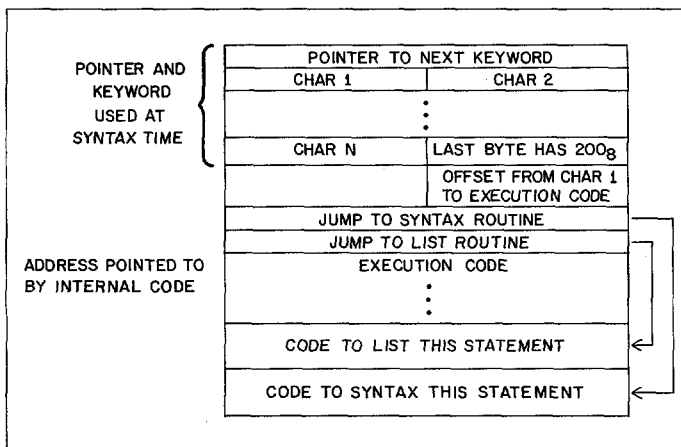 POINTER AND
KEYWORD
USED AT
SYNTAX TIME
POINTER TO NEXT KEYWORD
CHAR 1 CHAR 2
CHAR N LAST BYTE HAS 200₈
OFFSET FROM CHAR 1
TO EXECUTION CODE
JUMP TO SYNTAX ROUTINE
JUMP TO LIST ROUTINE
ADDRESS POINTED TO
BY INTERNAL CODE
EXECUTION CODE
CODE TO LIST THIS STATEMENT
CODE TO SYNTAX THIS STATEMENT